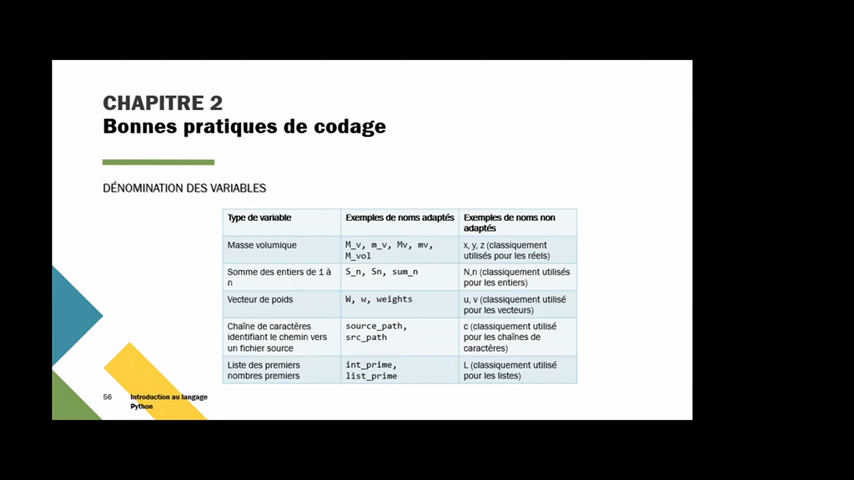 CHAPITRE 2
Bonnes pratiques de codage
DÉNOMINATION DES VARIABLES
Type de variable
Exemples de noms adaptés
Exemples de noms non
adaptés
Masse volumique
M_v, m_v, Mv, mv,
M_vol
x, y, z (classiquement
utilisés pour les réels)
Somme des entiers de 1 à
n
S_n, Sn, sum_n
N,n (classiquement utilisés
pour les entiers)
Vecteur de poids
W, w, weights
u, v (classiquement utilisé
pour les vecteurs)
Chaîne de caractères
identifiant le chemin vers
un fichier source
source_path,
src_path
c (classiquement utilisé
pour les chaînes de
caractères)
Liste des premiers
nombres premiers
int_prime,
list_prime
L (classiquement utilisé
pour les listes)
56
Introduction au langage
Python